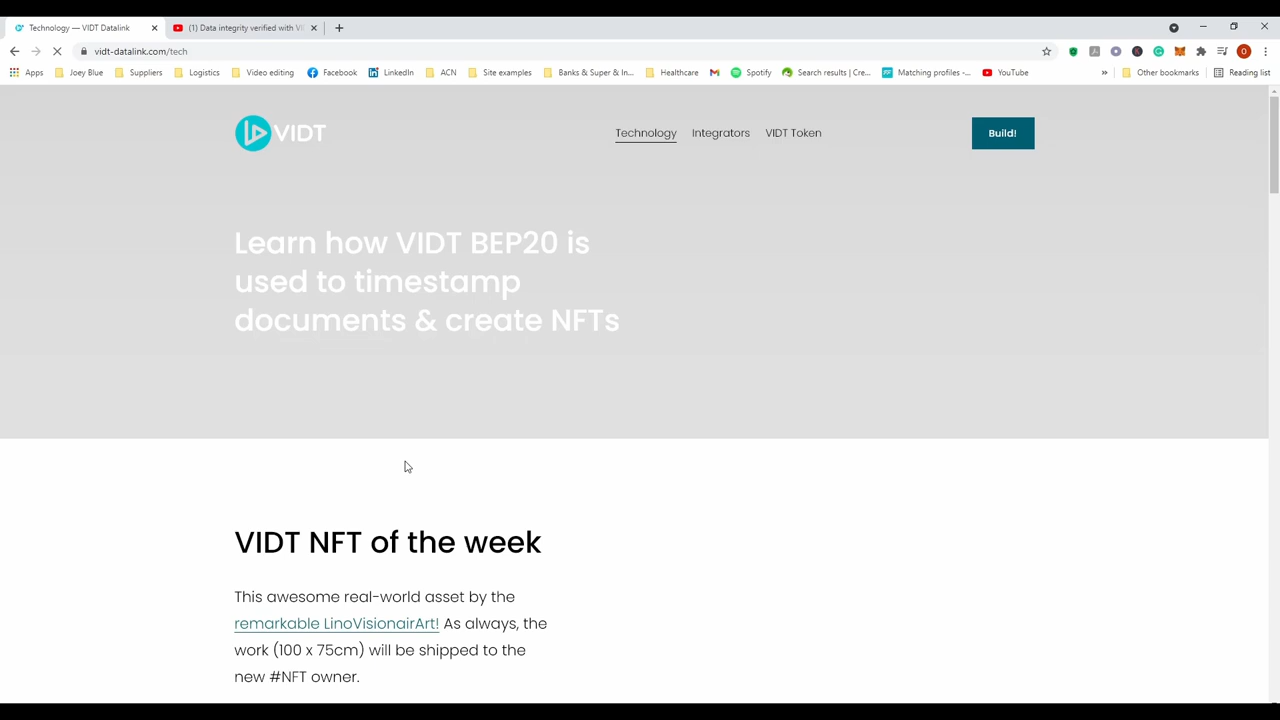 Technology — VIDT Datalink
(1) Data integrity verified with VI
vidt-datalink.com/tech
Apps
Joey Blue
Suppliers
Logistics
Video editing
Facebook
LinkedIn
ACN
Site examples
Banks & Super & In...
Healthcare
Spotify
Search results | Cre...
Matching profiles -...
YouTube
»
Other bookmarks
Reading list
VIDT
Technology
Integrators
VIDT Token
Build!
Learn how VIDT BEP20 is
used to timestamp
documents & create NFTs
VIDT NFT of the week
This awesome real-world asset by the
remarkable LinoVisionairArt! As always, the
work (100 x 75cm) will be shipped to the
new #NFT owner.